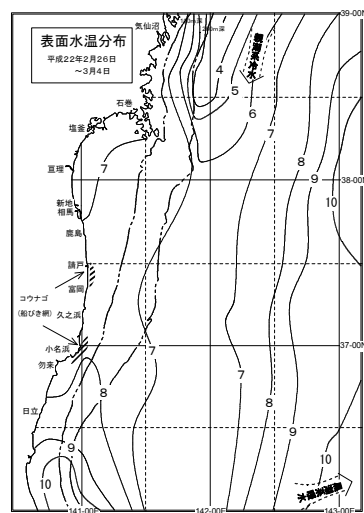 表面水温分布
平成22年2月26日
～3月4日
気仙沼
39-00N
親潮系冷水
4
5
6
7
8
9
10
石巻
塩釜
亘理
7
38-00N
新地
相馬
鹿島
請戸
富岡
コウナゴ
(船びき網)
久之浜
小名浜
勿来
7
37-00N
7
8
8
日立
9
9
10
10
141-00E
142-00E
143-00E